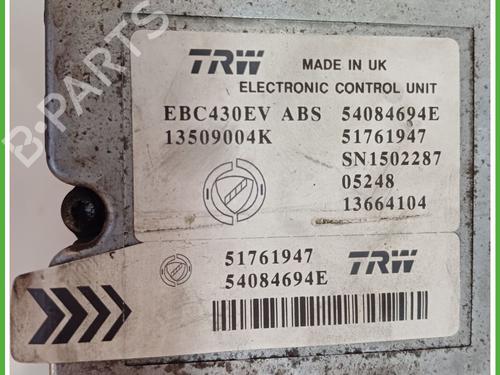 B-PARTS
TRW
MADE IN UK
ELECTRONIC CONTROL UNIT
EBC430EV ABS 54084694E
13509004K 51761947
SN1502287
05248
13664104
51761947 TRW
54084694E